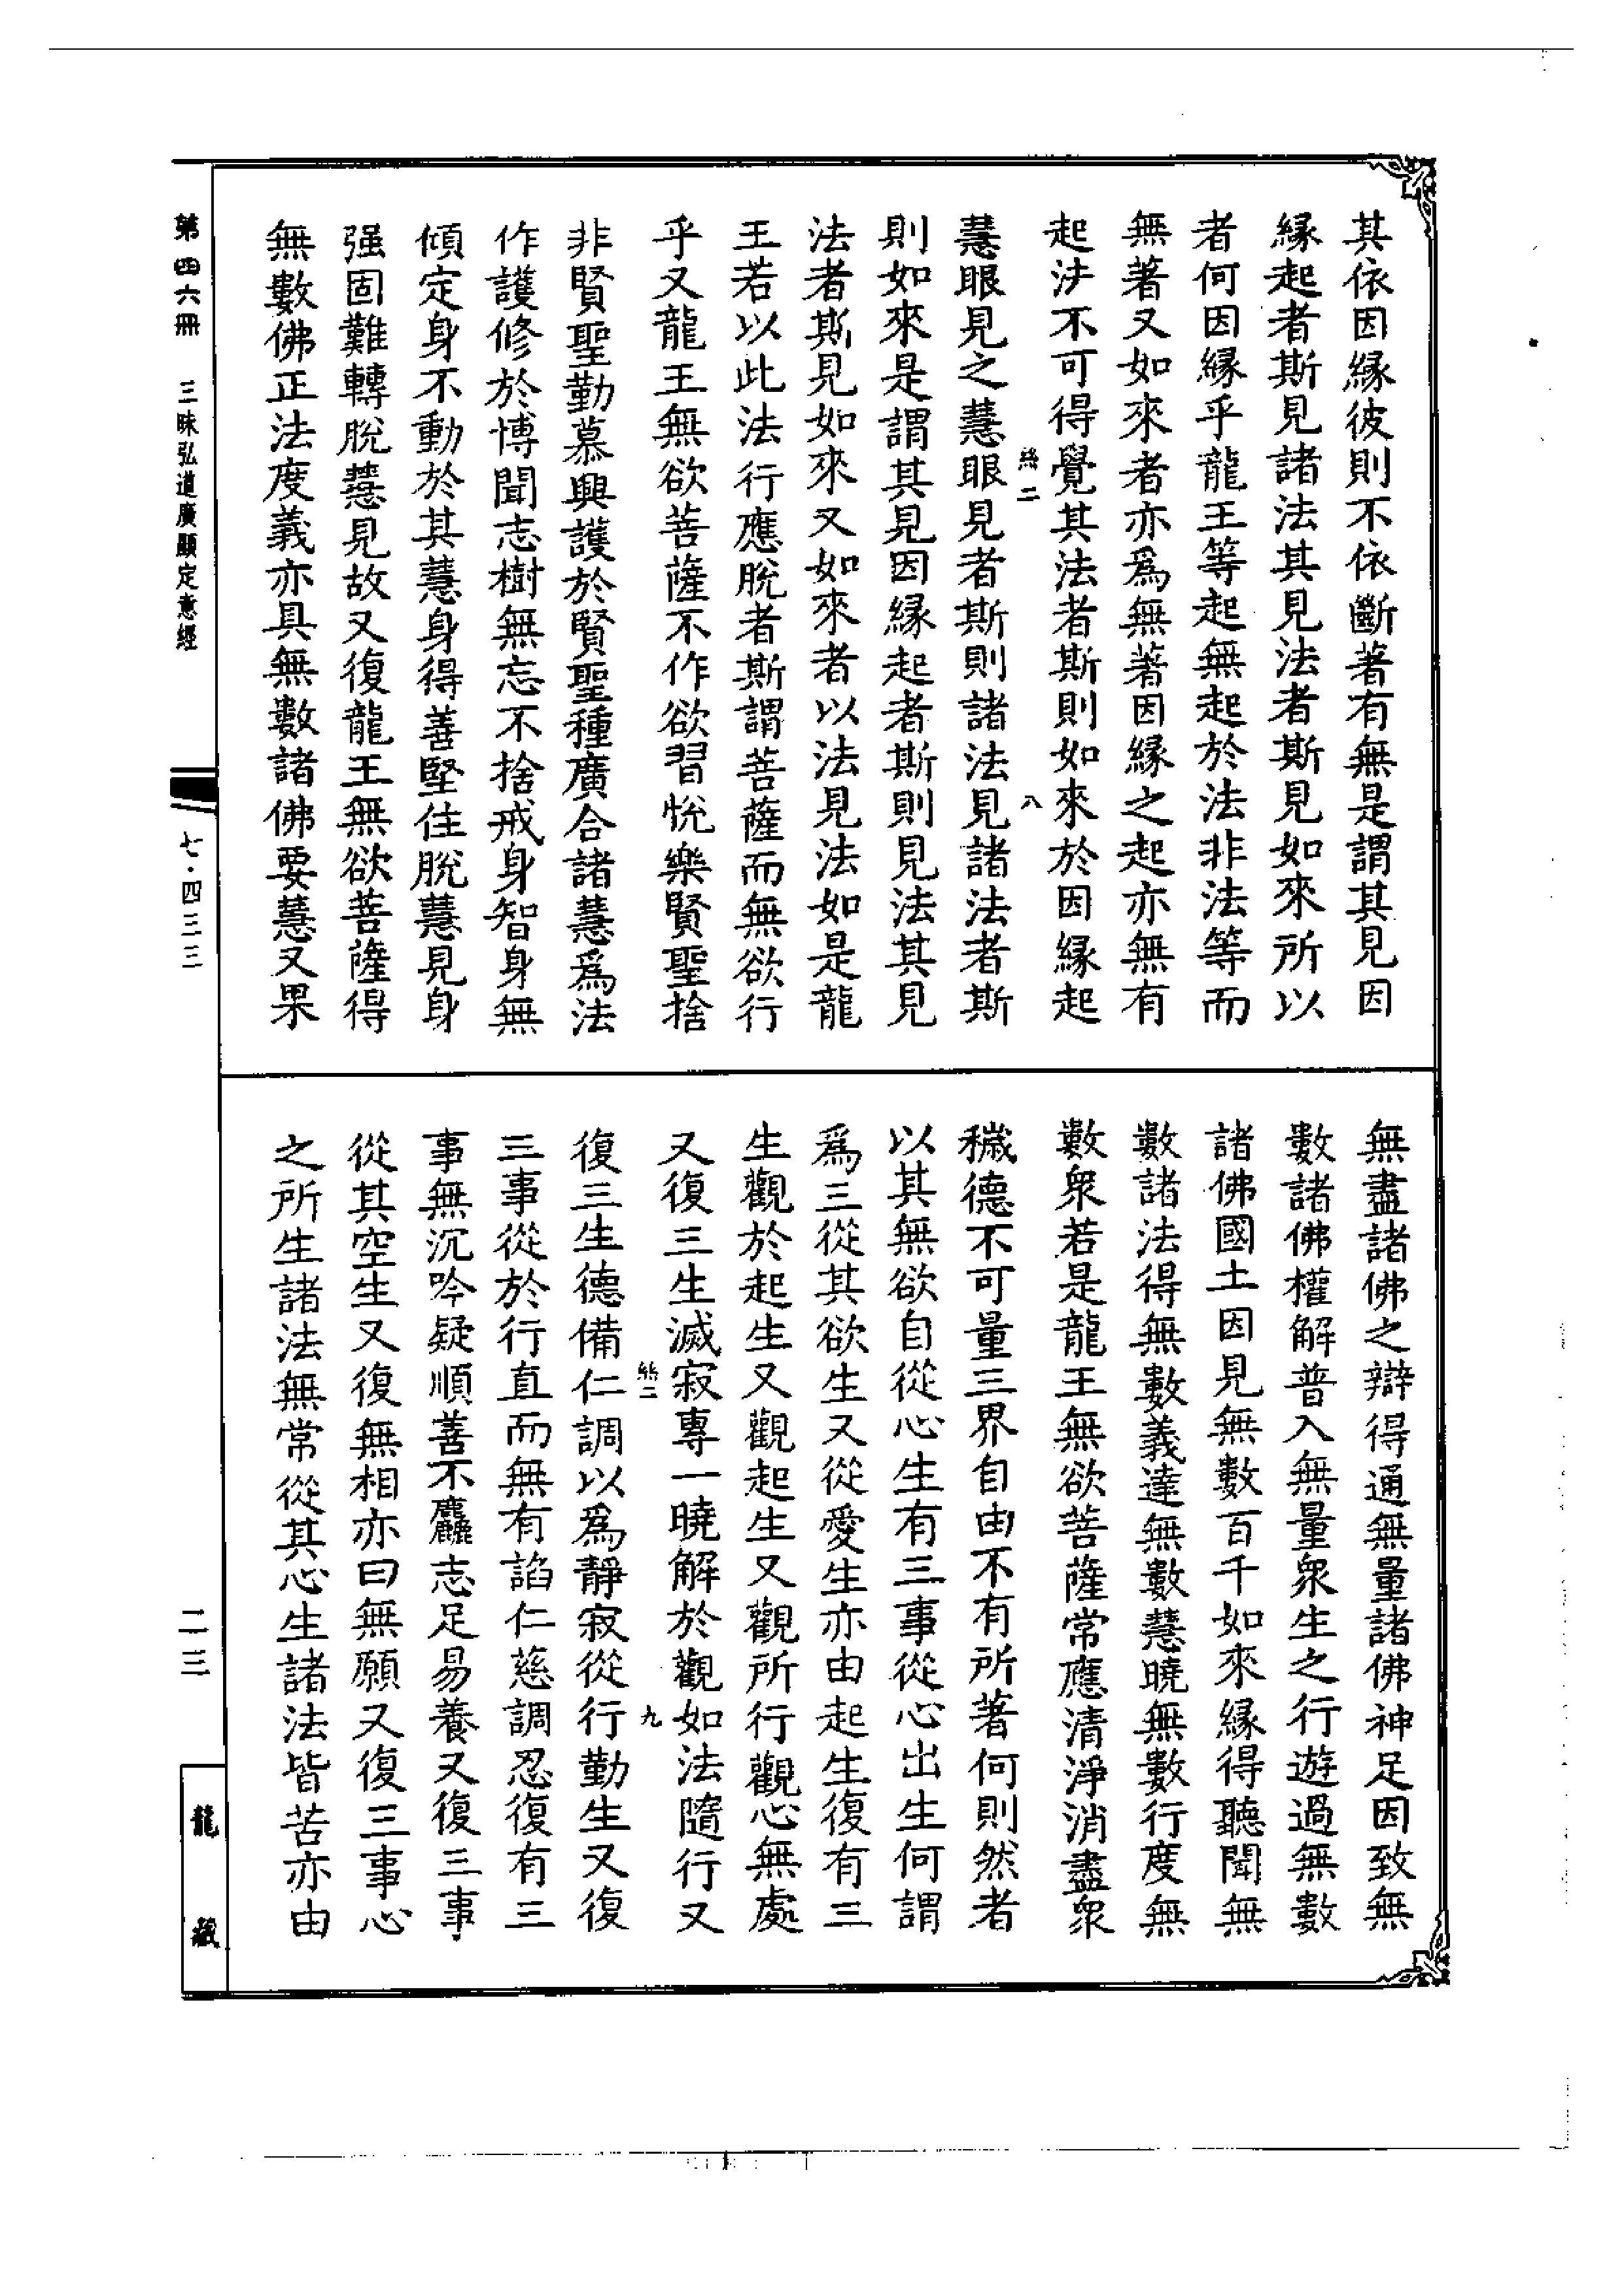 其依因緣彼則不依斷著有無是謂其見因
緣起者斯見諸法其見法者斯見如來所以
者何因緣乎龍王等起無起於法非法等而
無著又如來者亦為無著因緣之起亦無有
起法不可得覺其法者斯則如來於因緣起
絲二
八
慧眼見之慧眼見者斯則諸法見諸法者斯
則如來是謂其見因緣起者斯則見法其見
法者斯見如來又如來者以法見法如是龍
王若以此法行應脫者斯謂菩薩而無欲行
乎又龍王無欲菩薩不作欲習悅樂賢聖捨
非賢聖勤慕興護於賢聖種廣合諸慧為法
作護修於博聞志樹無忘不捨戒身智身無
傾定身不動於其慧身得善堅住脫慧見身
强固難轉脫慧見故又復龍王無欲菩薩得
無數佛正法度義亦具無數諸佛要慧又果
無盡諸佛之辯得通無量諸佛神足因致無
數諸佛權解普入無量眾生之行遊過無數
諸佛國土因見無數百千如來緣得聽聞無
數諸法得無數義達無數慧曉無數行度無
數眾若是龍王無欲菩薩常應清淨消盡眾
穢德不可量三界自由不有所著何則然者
以其無欲自從心生有三事從心出生何謂
為三從其欲生又從愛生亦由起生復有三
生觀於起生又觀起生又觀所行觀心無處
又復三生滅寂專一曉解於觀如法隨行又
絲二
九
復三生德備仁調以為靜寂從行勤生又復
三事從於行直而無有諂仁慈調忍復有三
事無沉吟疑順善不麤志足易養又復三事
從其空生又復無相亦曰無願又復三事心
之所生諸法無常從其心生諸法皆苦亦由
第四六冊 三昧弘道廣顯定意經
七·四三三
二三
龍藏